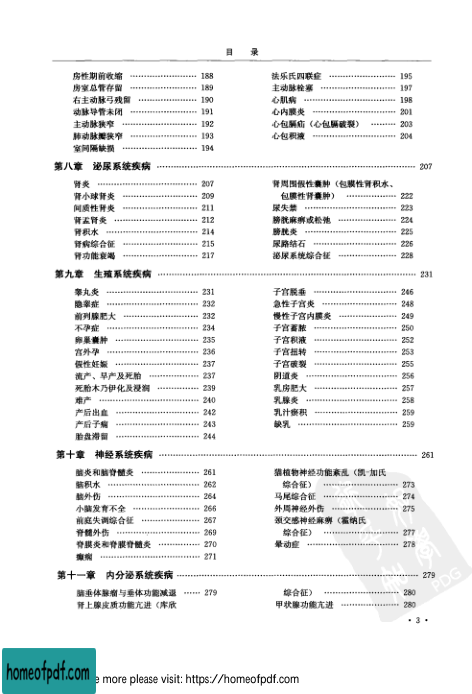 目 录
房性期前收缩 …………………… 188
房室总管存留 …………………… 189
右主动脉弓残留 ………………… 190
动脉导管未闭 …………………… 191
主动脉狭窄 ……………………… 192
肺动脉瓣狭窄 …………………… 193
室间隔缺损 ……………………… 194
法乐氏四联症 …………………… 195
主动脉栓塞 ……………………… 197
心肌病 …………………………… 198
心内膜炎 ………………………… 201
心包膈疝（心包膈破裂） ……… 203
心包积液 ………………………… 204
第八章 泌尿系统疾病 …………………… 207
肾炎 ……………………………… 207
肾小球肾炎 ……………………… 209
间质性肾炎 ……………………… 211
肾盂肾炎 ………………………… 212
肾积水 …………………………… 214
肾病综合征 ……………………… 215
肾功能衰竭 ……………………… 217
肾周围假性囊肿（包膜性肾积水、
包膜性肾囊肿） ………………… 222
尿失禁 …………………………… 223
膀胱麻痹或松弛 ………………… 224
膀胱炎 …………………………… 225
尿路结石 ………………………… 226
泌尿系统综合征 ………………… 228
第九章 生殖系统疾病 …………………… 231
睾丸炎 …………………………… 231
隐睾症 …………………………… 232
前列腺肥大 ……………………… 232
不孕症 …………………………… 234
卵巢囊肿 ………………………… 235
宫外孕 …………………………… 236
假性妊娠 ………………………… 237
流产、早产及死胎 ……………… 237
死胎木乃伊化及浸润 …………… 239
难产 ……………………………… 240
产后出血 ………………………… 242
产后子痫 ………………………… 243
胎盘滞留 ………………………… 244
子宫脱垂 ………………………… 246
急性子宫炎 ……………………… 248
慢性子宫内膜炎 ………………… 249
子宫蓄脓 ………………………… 250
子宫积液 ………………………… 252
子宫扭转 ………………………… 253
子宫破裂 ………………………… 255
阴道炎 …………………………… 256
乳房肥大 ………………………… 257
乳腺炎 …………………………… 258
乳汁瘀积 ………………………… 259
缺乳 ……………………………… 259
第十章 神经系统疾病 …………………… 261
脑炎和脑脊髓炎 ………………… 261
脑积水 …………………………… 262
脑外伤 …………………………… 264
小脑发育不全 …………………… 266
前庭失调综合征 ………………… 267
脊髓外伤 ………………………… 269
脊膜炎和脊膜脊髓炎 …………… 270
癫痫 ……………………………… 271
猫植物神经功能紊乱（凯-加氏
综合征） ………………………… 273
马尾综合征 ……………………… 274
外周神经外伤 …………………… 275
颈交感神经麻痹（霍纳氏
综合征） ………………………… 277
晕动症 …………………………… 278
第十一章 内分泌系统疾病 ……………… 279
脑垂体肿瘤与垂体功能减退 …… 279
肾上腺皮质功能亢进（库欣
综合征） ………………………… 280
甲状腺功能亢进 ………………… 280
· 3 ·
PDG
homeofpdf.com
e more please visit: https://homeofpdf.com